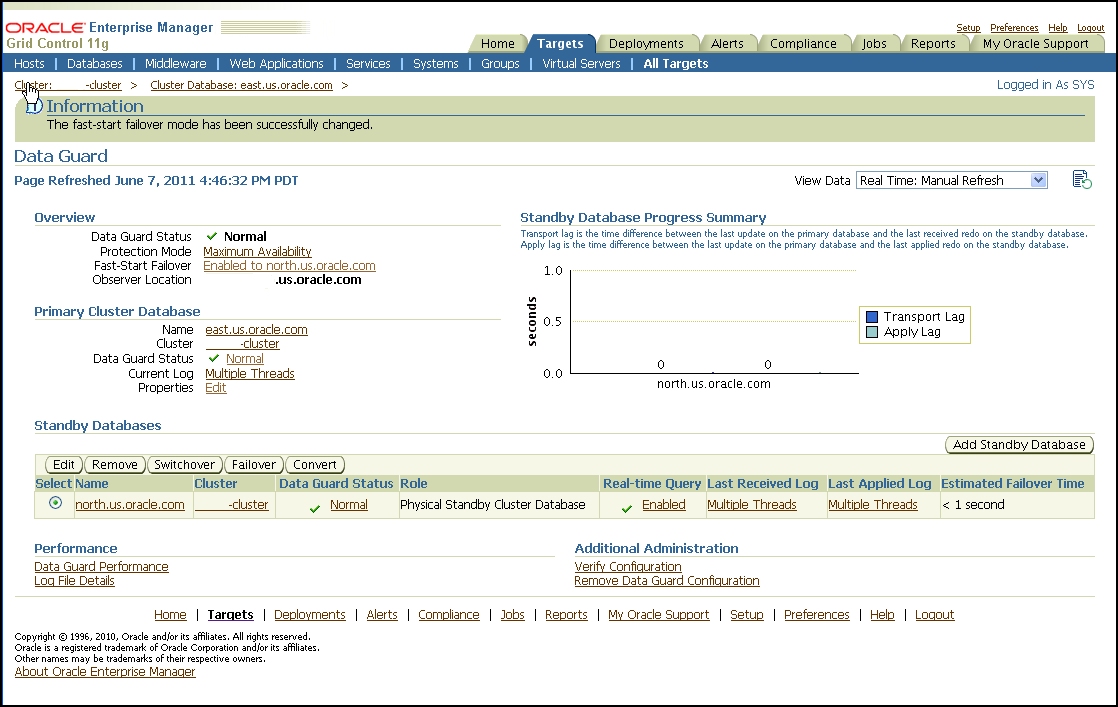 ORACLE Enterprise Manager
Grid Control 11g
Setup Preferences Help Logout
Home Targets Deployments Alerts Compliance Jobs Reports My Oracle Support
Hosts | Databases | Middleware | Web Applications | Services | Systems | Groups | Virtual Servers | All Targets
Cluster: -cluster > Cluster Database: east.us.oracle.com >
Logged in As SYS
Information
The fast-start failover mode has been successfully changed.
Data Guard
Page Refreshed June 7, 2011 4:46:32 PM PDT
View Data Real Time: Manual Refresh
Overview
Data Guard Status Normal
Protection Mode Maximum Availability
Fast-Start Failover Enabled to north.us.oracle.com
Observer Location .us.oracle.com
Primary Cluster Database
Name east.us.oracle.com
Cluster -cluster
Data Guard Status Normal
Current Log Multiple Threads
Properties Edit
Standby Database Progress Summary
Transport lag is the time difference between the last update on the primary database and the last received redo on the standby database.
Apply lag is the time difference between the last update on the primary database and the last applied redo on the standby database.
1.0
0.5
0.0
seconds
0 0
north.us.oracle.com
Transport Lag
Apply Lag
Standby Databases
Add Standby Database
Edit Remove Switchover Failover Convert
Select Name Cluster Data Guard Status Role Real-time Query Last Received Log Last Applied Log Estimated Failover Time
north.us.oracle.com -cluster Normal Physical Standby Cluster Database Enabled Multiple Threads Multiple Threads < 1 second
Performance
Data Guard Performance
Log File Details
Additional Administration
Verify Configuration
Remove Data Guard Configuration
Home | Targets | Deployments | Alerts | Compliance | Jobs | Reports | My Oracle Support | Setup | Preferences | Help | Logout
Copyright © 1996, 2010, Oracle and/or its affiliates. All rights reserved.
Oracle is a registered trademark of Oracle Corporation and/or its affiliates.
Other names may be trademarks of their respective owners.
About Oracle Enterprise Manager